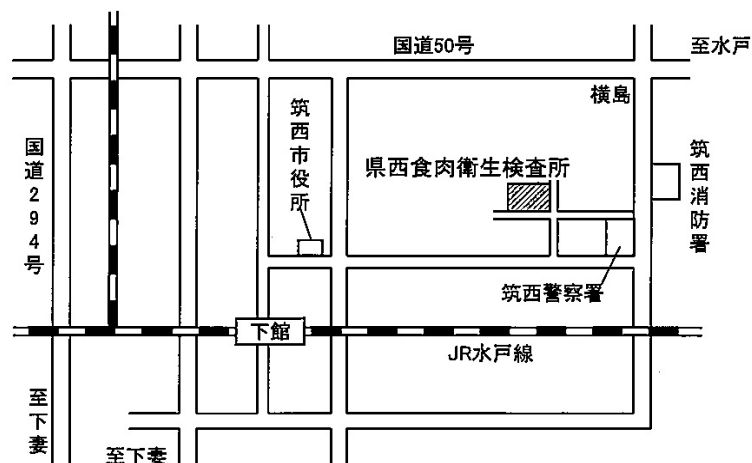 国道50号
至水戸
横島
筑西市役所
国道294号
県西食肉衛生検査所
筑西消防署
筑西警察署
下館
JR水戸線
至下妻
至下妻